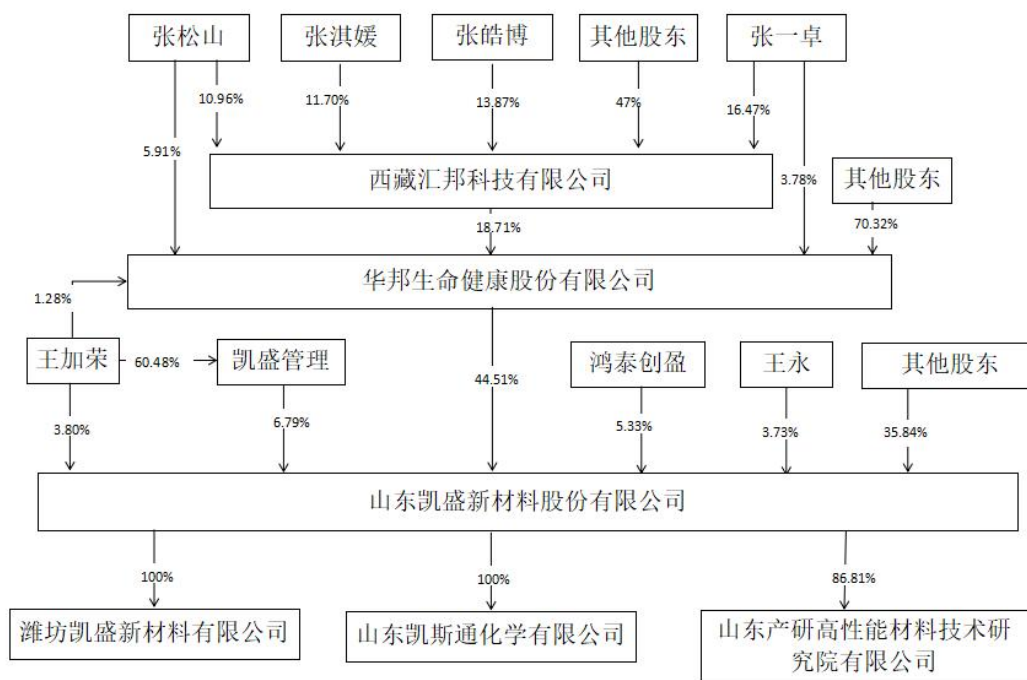 张松山
张淇媛
张皓博
其他股东
张一卓
10.96%
11.70%
13.87%
47%
16.47%
5.91%
西藏汇邦科技有限公司
3.78%
其他股东
18.71%
70.32%
华邦生命健康股份有限公司
1.28%
王加荣
60.48%
凯盛管理
44.51%
鸿泰创盈
王永
其他股东
3.80%
6.79%
5.33%
3.73%
35.84%
山东凯盛新材料股份有限公司
100%
100%
86.81%
潍坊凯盛新材料有限公司
山东凯斯通化学有限公司
山东产研高性能材料技术研
究院有限公司